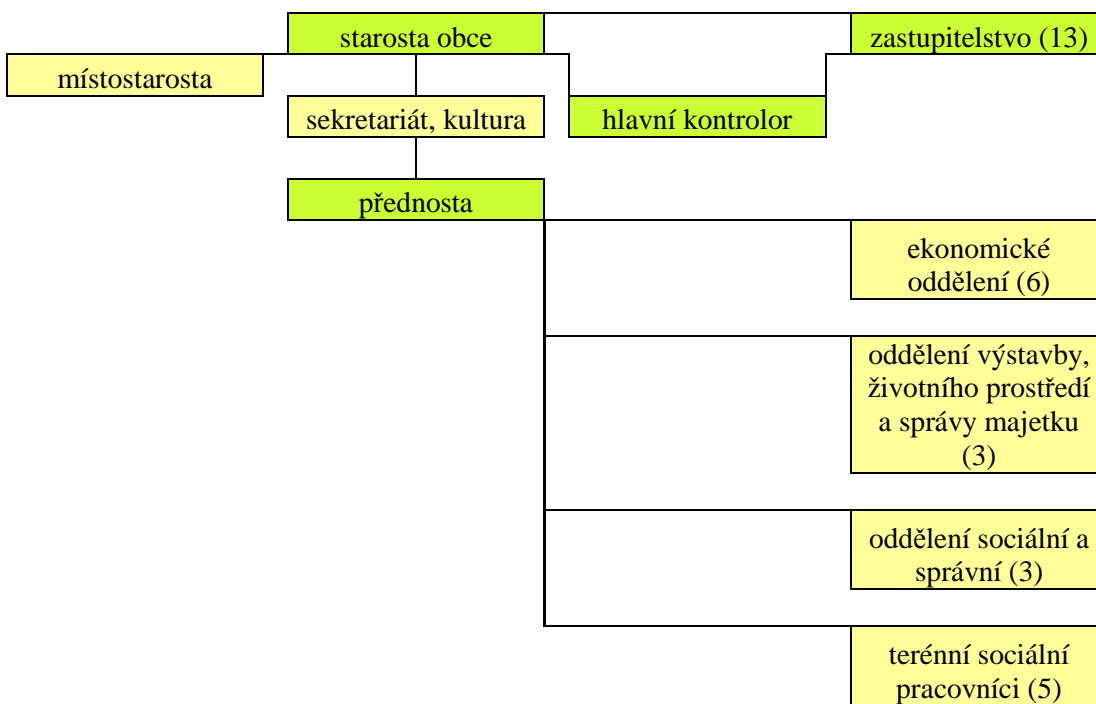 starosta obce
zastupitelstvo (13)
místostarosta
sekretariát, kultura
hlavní kontrolor
přednosta
ekonomické
oddělení (6)
oddělení výstavby,
životního prostředí
a správy majetku
(3)
oddělení sociální a
správní (3)
terénní sociální
pracovníci (5)